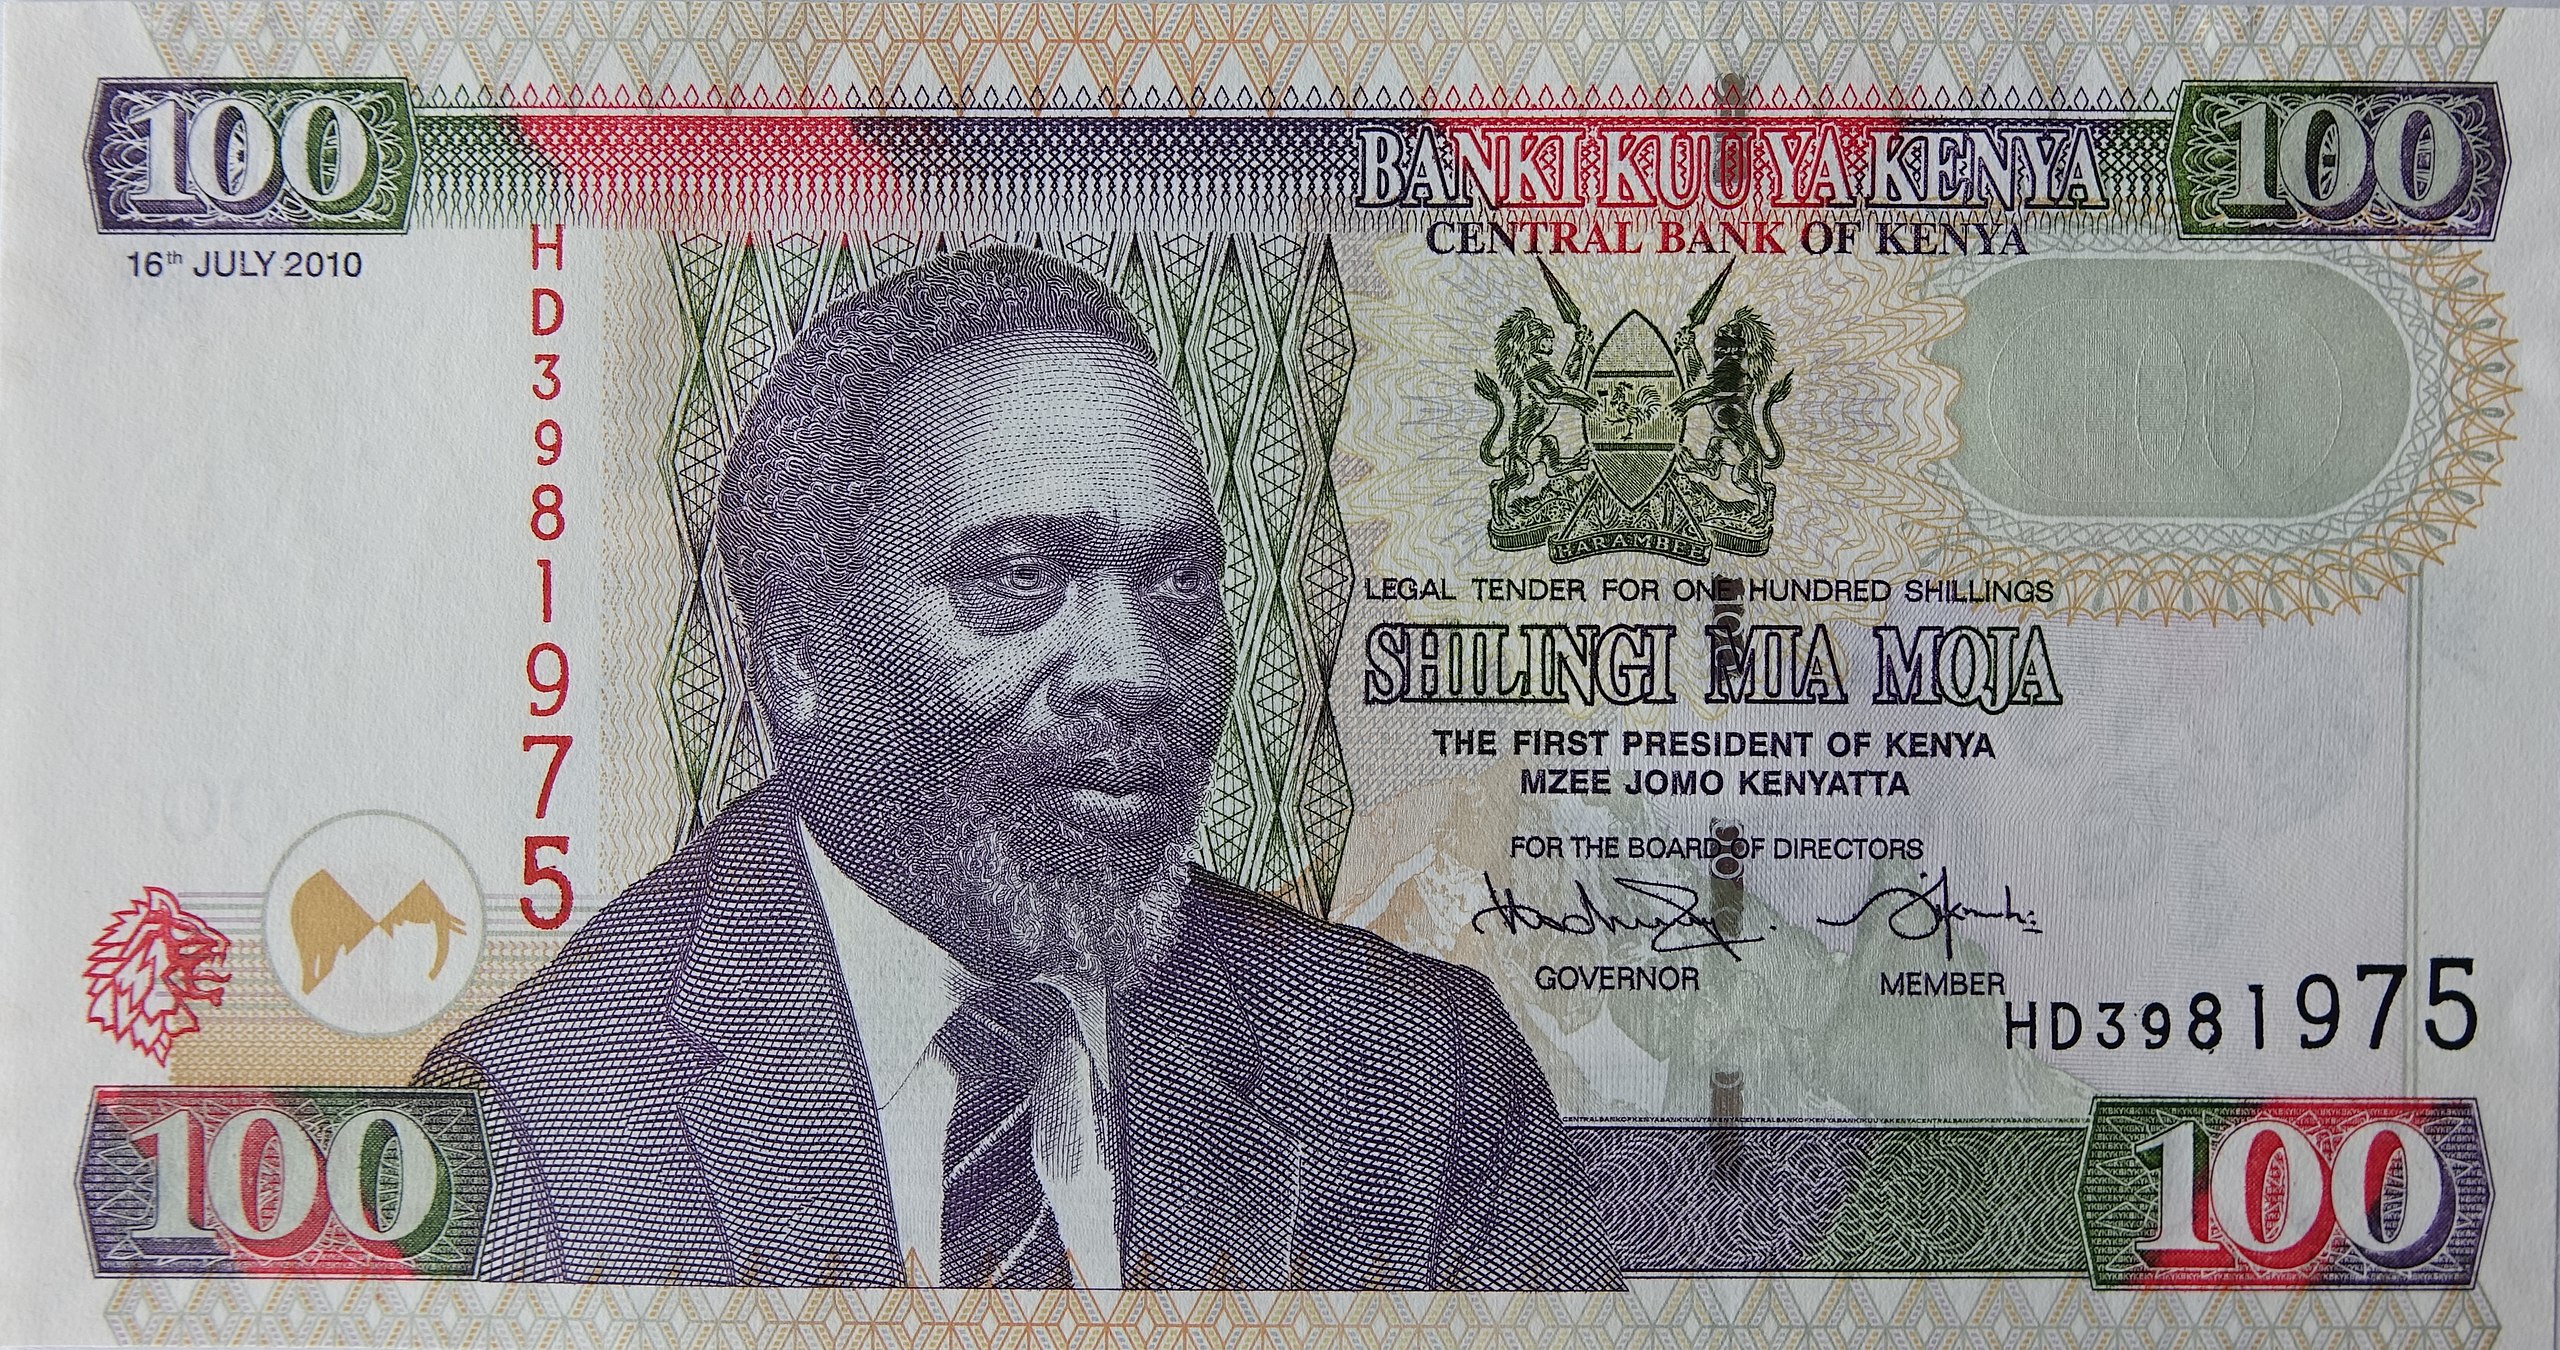 100
BANKI KUU YA KENYA
100
CENTRAL BANK OF KENYA
16th JULY 2010
HD3981975
100
HARAMBEE
LEGAL TENDER FOR ONE HUNDRED SHILLINGS
SHILINGI MIA MOJA
THE FIRST PRESIDENT OF KENYA
MZEE JOMO KENYATTA
FOR THE BOARD OF DIRECTORS
GOVERNOR
MEMBER
HD3981975
100
100